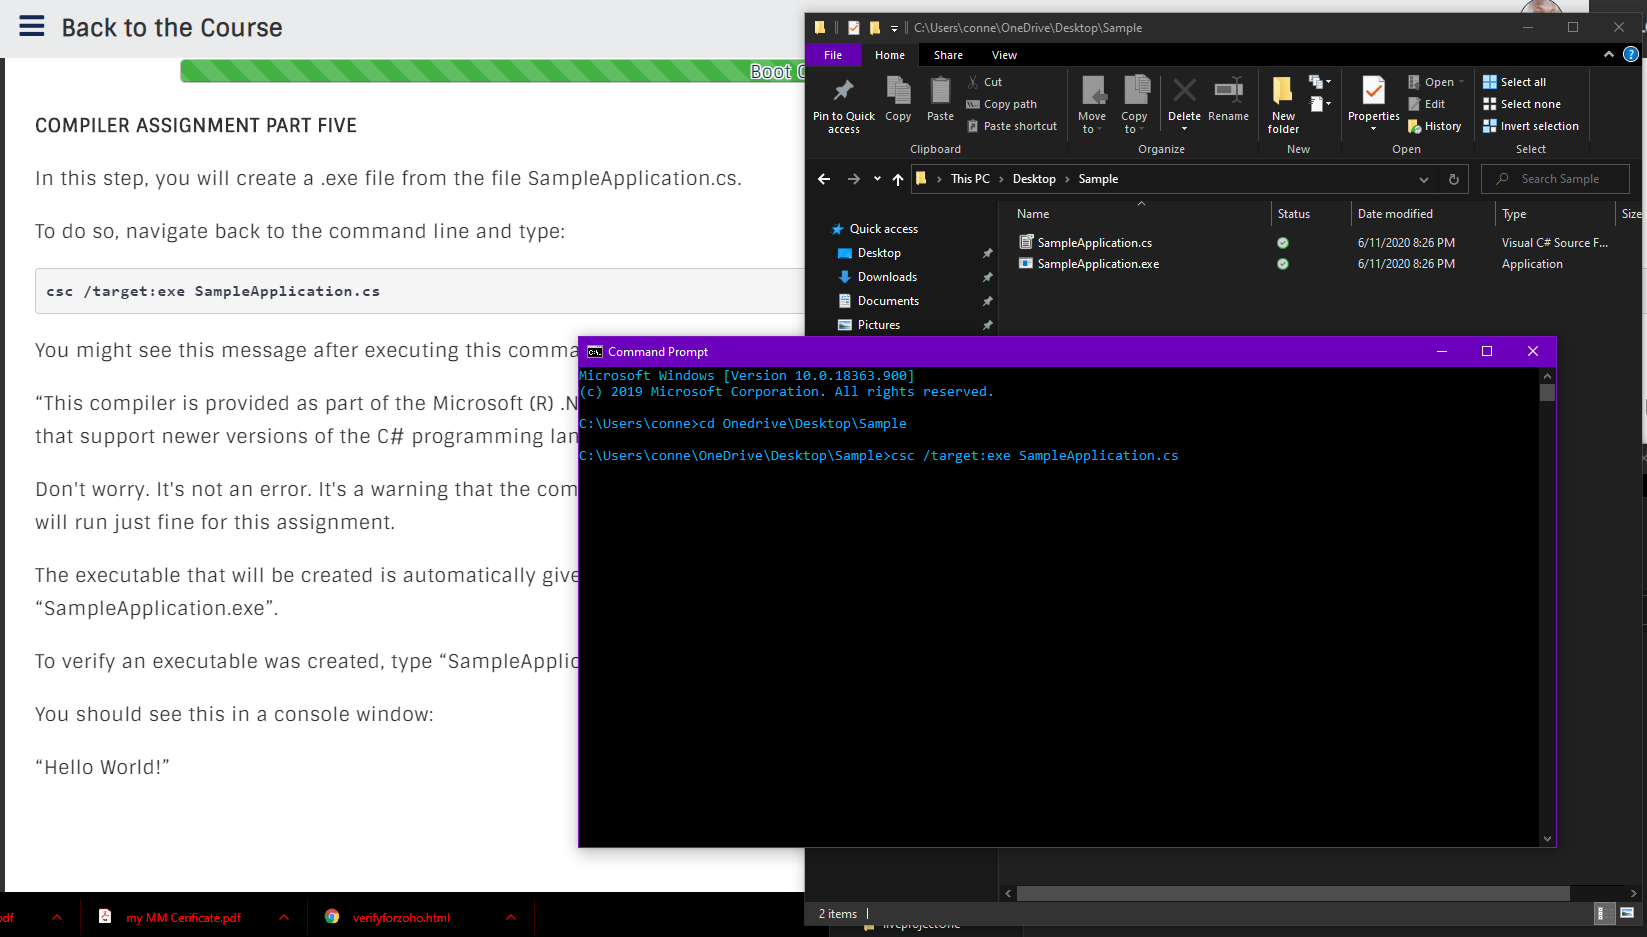 Back to the Course
Boot C
COMPILER ASSIGNMENT PART FIVE
In this step, you will create a .exe file from the file SampleApplication.cs.
To do so, navigate back to the command line and type:
csc /target:exe SampleApplication.cs
You might see this message after executing this comma
“This compiler is provided as part of the Microsoft (R) .N
that support newer versions of the C# programming lan
Don't worry. It's not an error. It's a warning that the com
will run just fine for this assignment.
The executable that will be created is automatically give
“SampleApplication.exe”.
To verify an executable was created, type “SampleApplic
You should see this in a console window:
“Hello World!”
C:\Users\conne\OneDrive\Desktop\Sample
File Home Share View
Pin to Quick access
Copy
Paste
Cut
Copy path
Paste shortcut
Clipboard
Move to
Copy to
Delete
Rename
Organize
New folder
New
Properties
Open
Edit
History
Open
Select all
Select none
Invert selection
Select
This PC > Desktop > Sample
Search Sample
Quick access
Desktop
Downloads
Documents
Pictures
Name Status Date modified Type Size
SampleApplication.cs 6/11/2020 8:26 PM Visual C# Source F...
SampleApplication.exe 6/11/2020 8:26 PM Application
Command Prompt
Microsoft Windows [Version 10.0.18363.900]
(c) 2019 Microsoft Corporation. All rights reserved.
C:\Users\conne>cd Onedrive\Desktop\Sample
C:\Users\conne\OneDrive\Desktop\Sample>csc /target:exe SampleApplication.cs
2 items
liveprojectOne
odf
my MM Cerificate.pdf
verifyforzoho.html